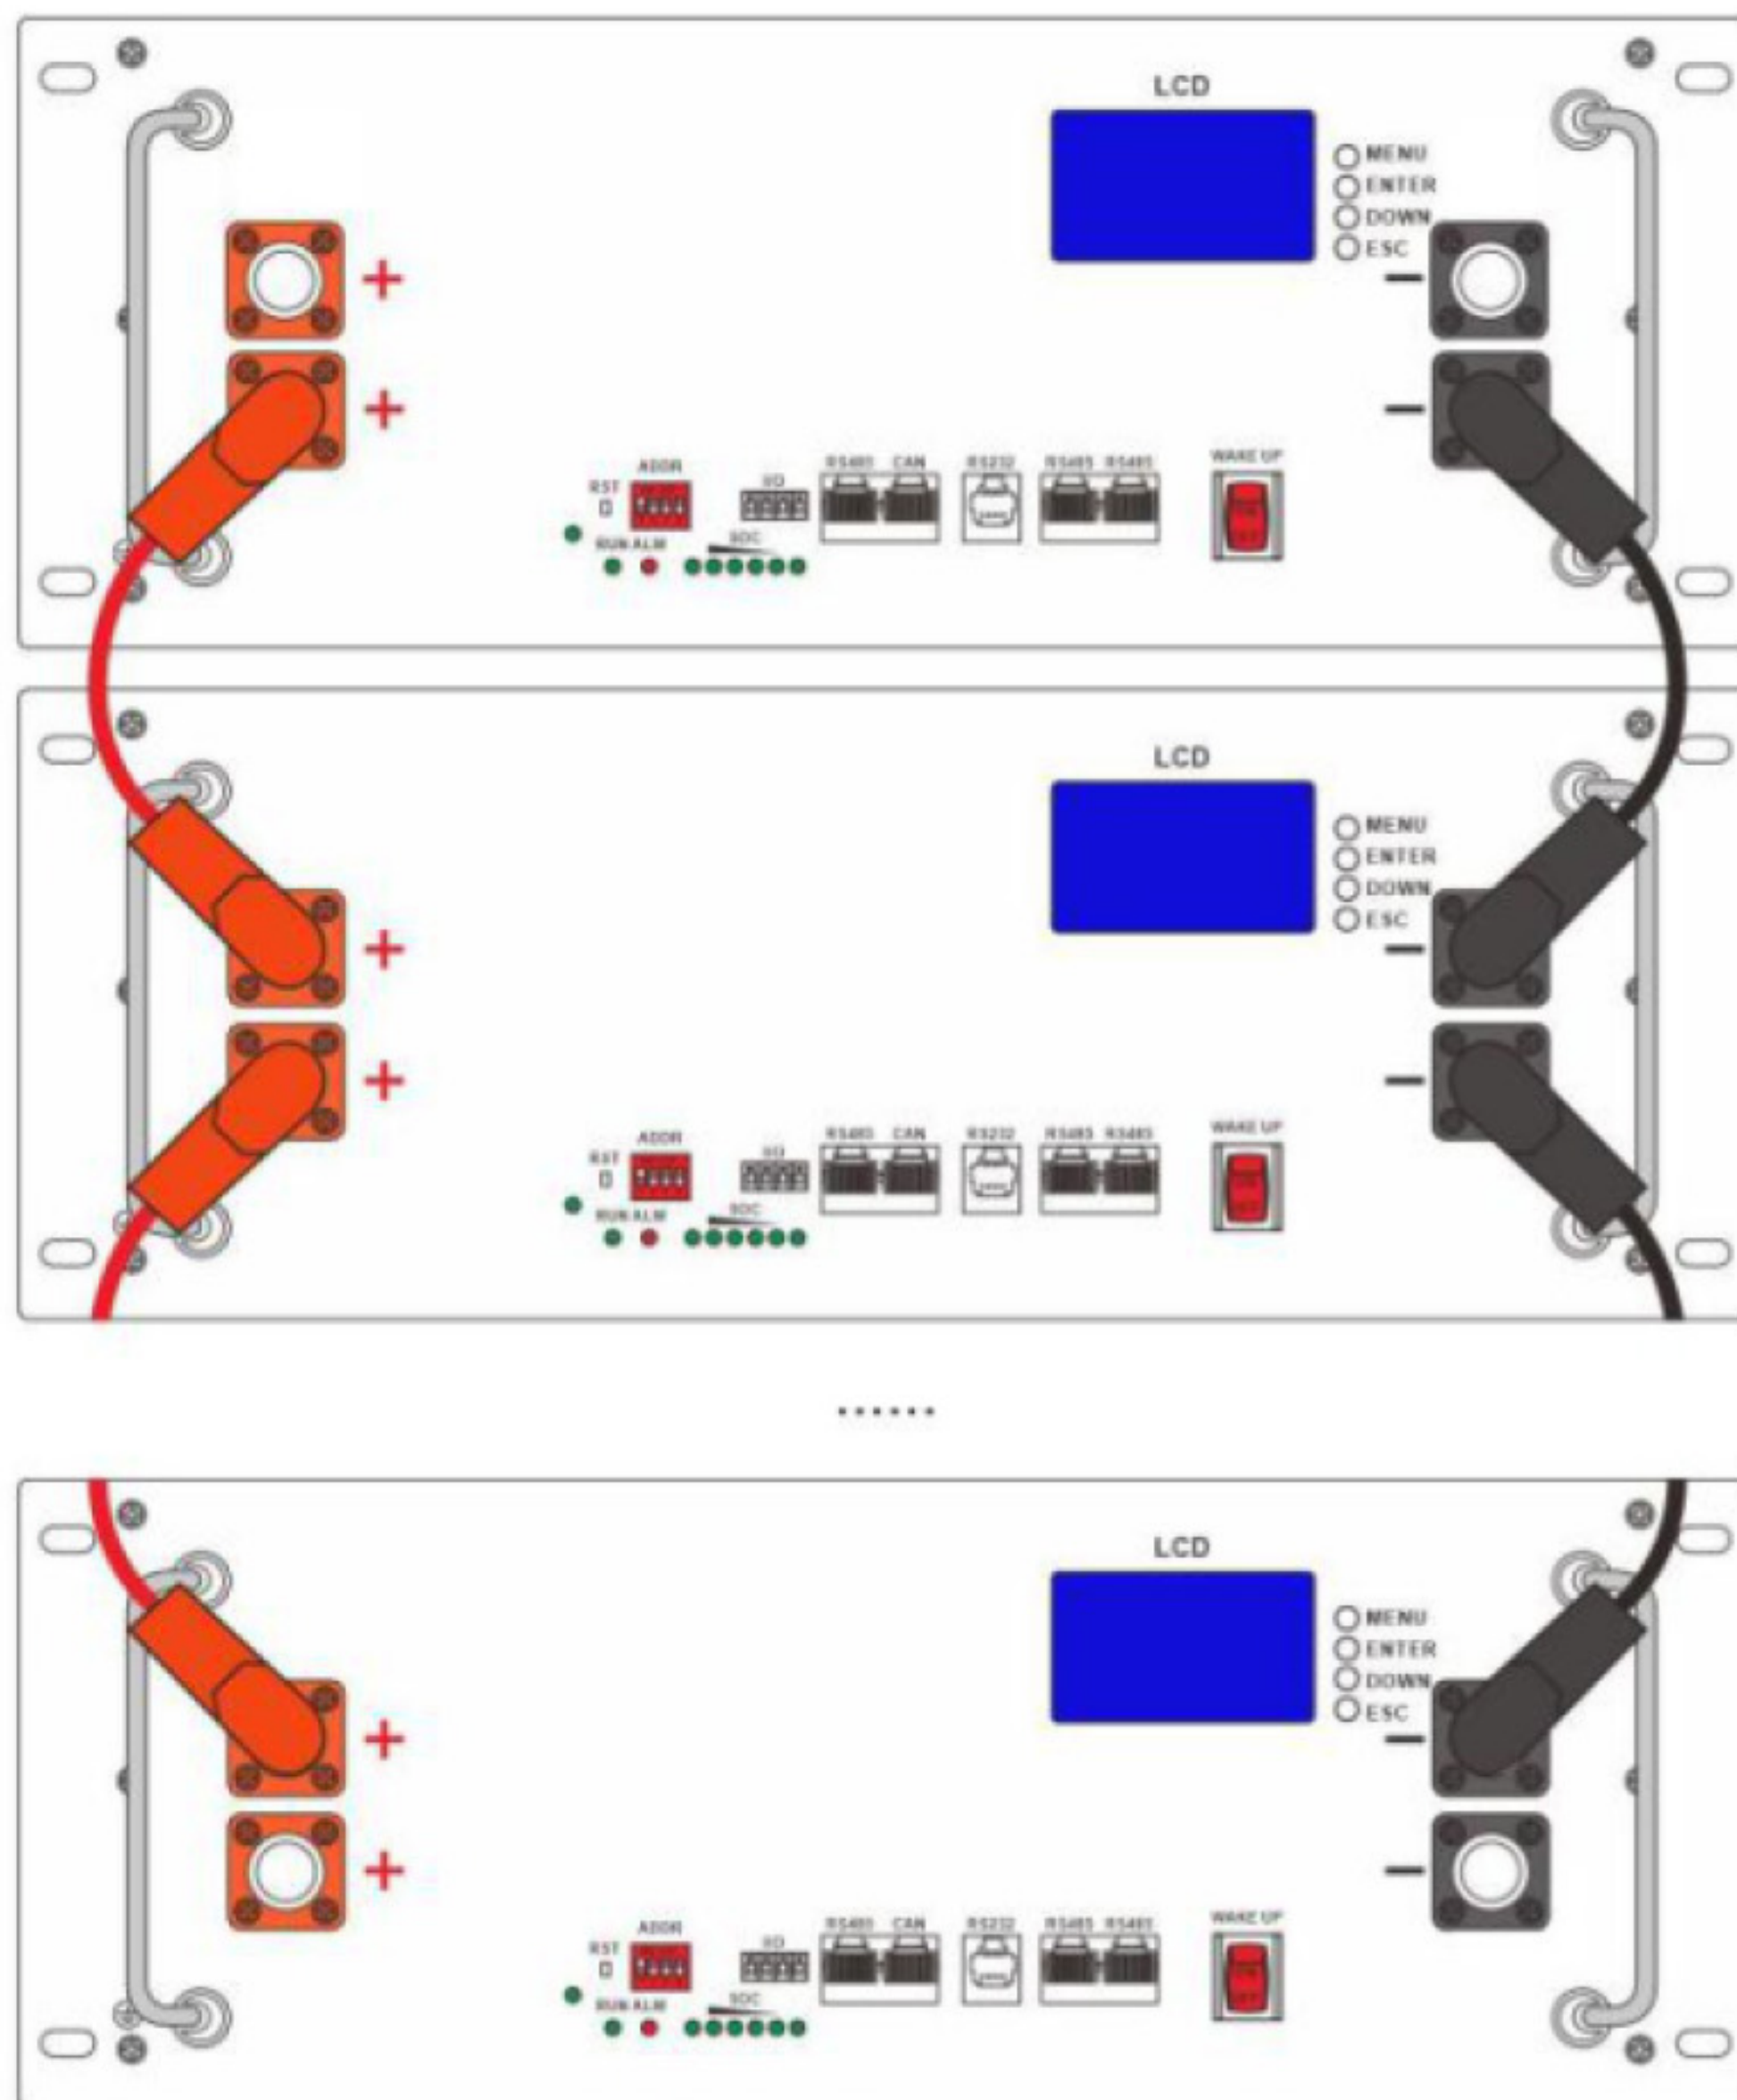 LCD
MENU
ENTER
DOWN
ESC
+
−
+
−
ADDR
RST
I/O
RS485 CAN
RS232
RS485 RS485
WAKE UP
RUN ALM
SOC
LCD
MENU
ENTER
DOWN
ESC
+
−
+
−
ADDR
RST
I/O
RS485 CAN
RS232
RS485 RS485
WAKE UP
RUN ALM
SOC
......
LCD
MENU
ENTER
DOWN
ESC
+
−
+
−
ADDR
RST
I/O
RS485 CAN
RS232
RS485 RS485
WAKE UP
RUN ALM
SOC